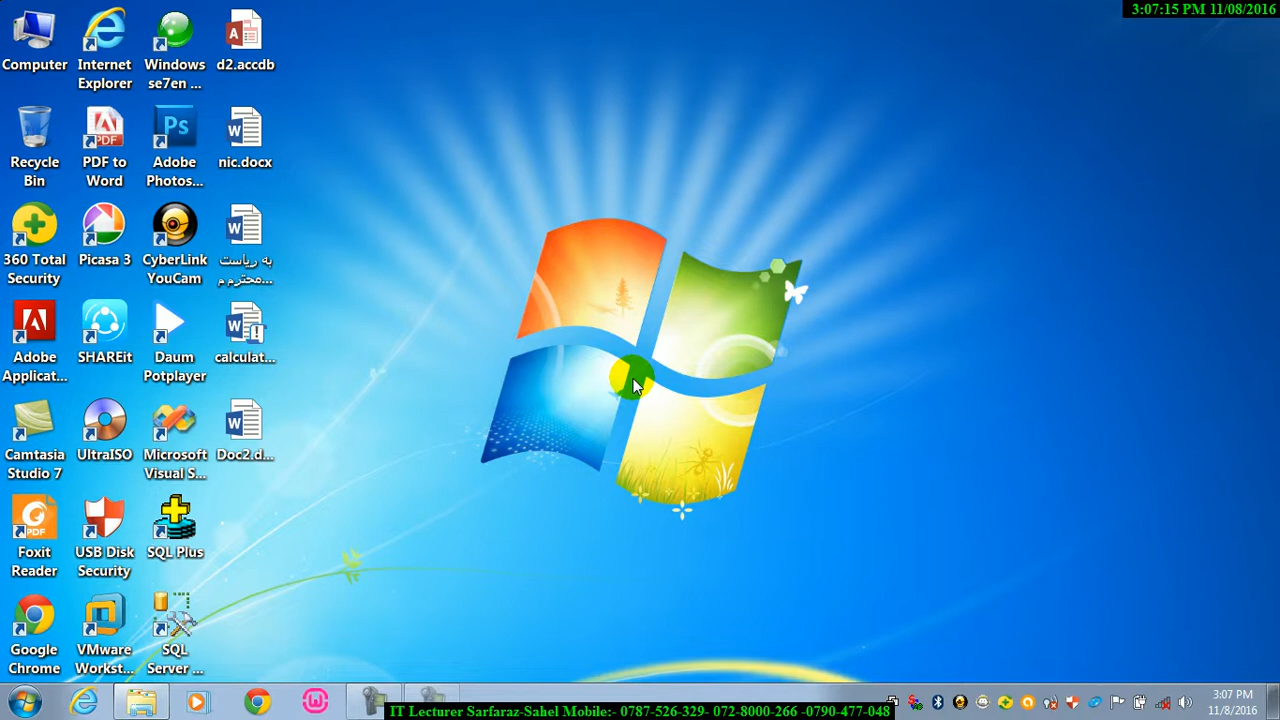 3:07:15 PM 11/08/2016
Computer
Internet
Explorer
Windows
se7en ...
d2.accdb
Recycle
Bin
PDF
PDF to
Word
Ps
Adobe
Photos...
W
nic.docx
360 Total
Security
Picasa 3
CyberLink
YouCam
W
به ریاست
محترم م...
Adobe
Applicat...
SHAREit
Daum
Potplayer
W
calculat...
Camtasia
Studio 7
UltraISO
Microsoft
Visual S...
W
Doc2.d...
PDF
Foxit
Reader
USB Disk
Security
SQL Plus
Google
Chrome
VMware
Workst...
SQL
Server ...
3:07 PM
11/8/2016
IT Lecturer Sarfaraz-Sahel Mobile:- 0787-526-329- 072-8000-266 -0790-477-048